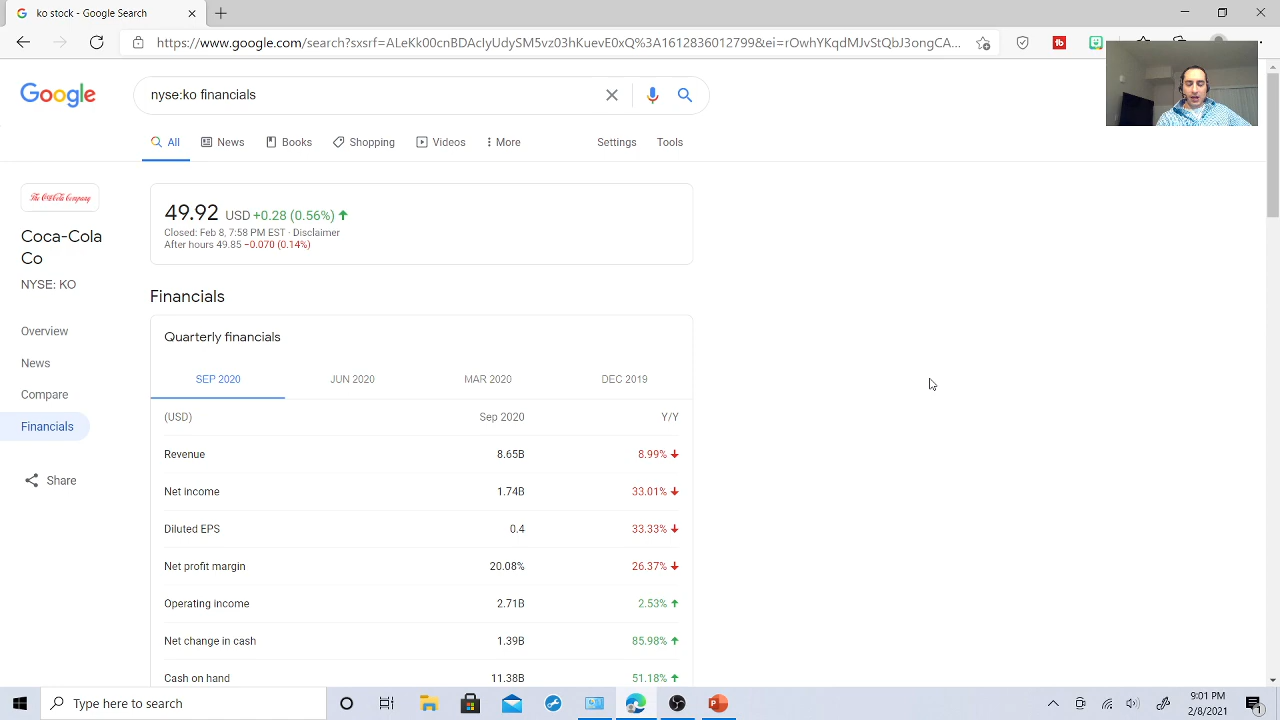 ko stock - Google Search
https://www.google.com/search?sxsrf=ALeKk00cnBDAcIyUdySM5vz03hKuevE0xQ%3A1612836012799&ei=rOwhYKqdMJvStQbJ3ongCA...
Google
nyse:ko financials
All News Books Shopping Videos More Settings Tools
The Coca-Cola Company
Coca-Cola
Co
NYSE: KO
Overview
News
Compare
Financials
Share
49.92 USD +0.28 (0.56%)
Closed: Feb 8, 7:58 PM EST · Disclaimer
After hours 49.85 −0.070 (0.14%)
Financials
Quarterly financials
SEP 2020 JUN 2020 MAR 2020 DEC 2019
(USD) Sep 2020 Y/Y
Revenue 8.65B 8.99%
Net income 1.74B 33.01%
Diluted EPS 0.4 33.33%
Net profit margin 20.08% 26.37%
Operating income 2.71B 2.53%
Net change in cash 1.39B 85.98%
Cash on hand 11.38B 51.18%
Type here to search
9:01 PM
2/8/2021